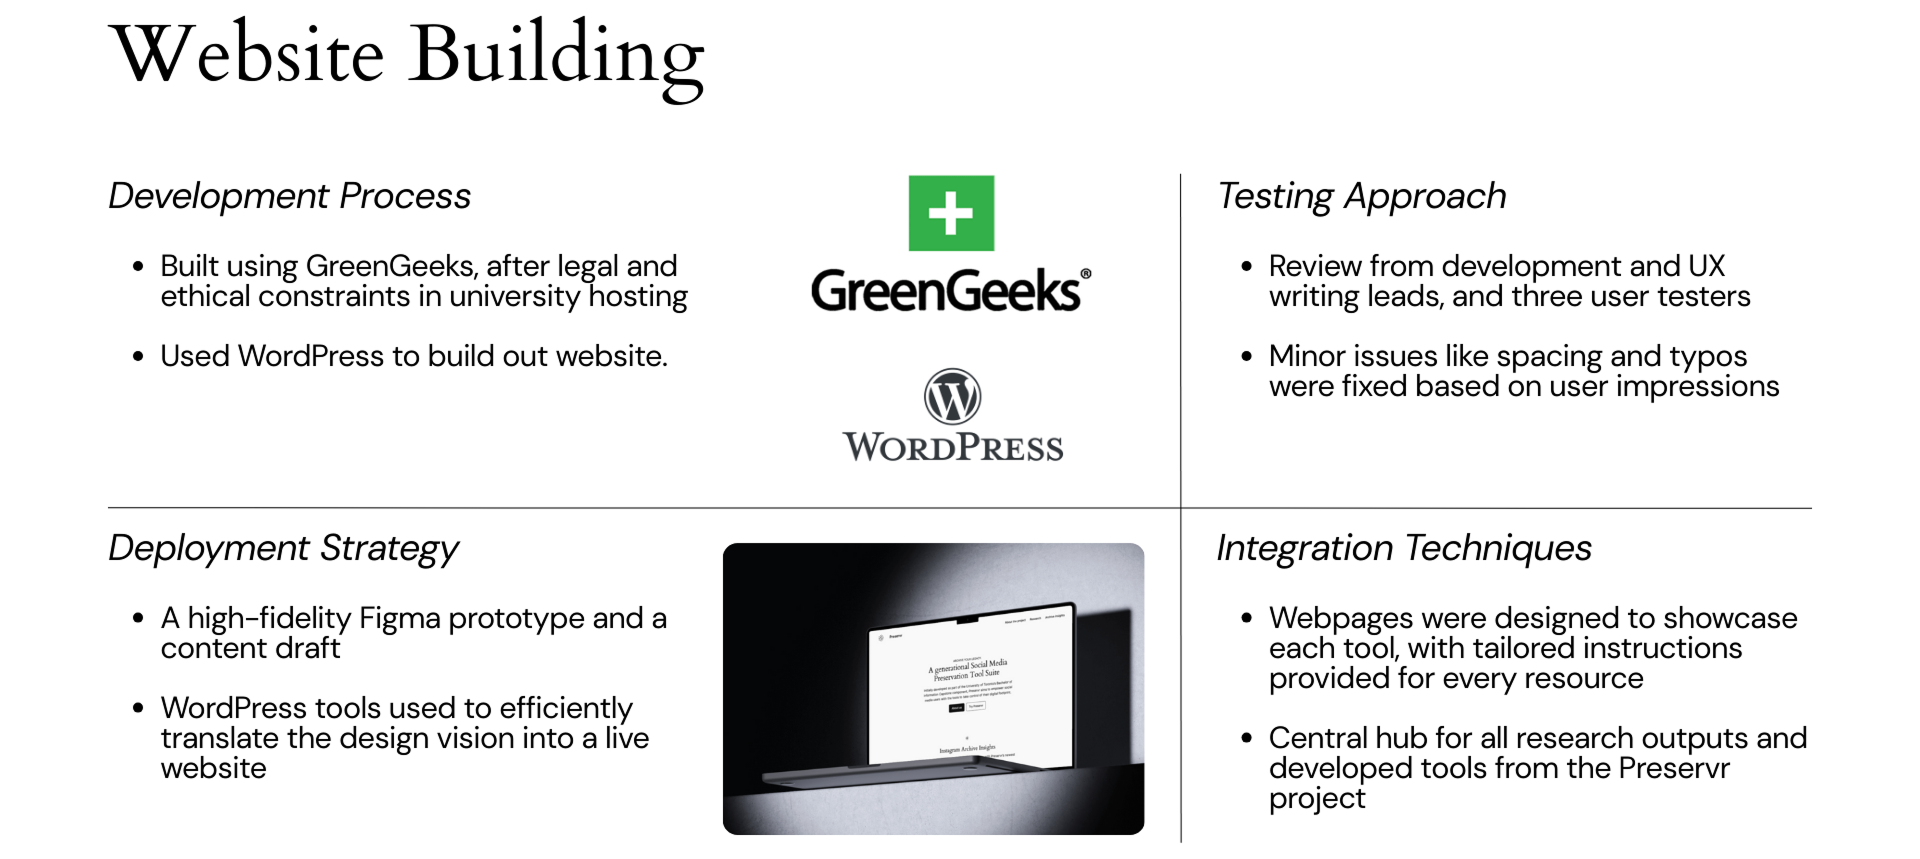 Website Building
Development Process
• Built using GreenGeeks, after legal and
ethical constraints in university hosting
• Used WordPress to build out website.
GreenGeeks®
WORDPRESS
Testing Approach
• Review from development and UX
writing leads, and three user testers
• Minor issues like spacing and typos
were fixed based on user impressions
Deployment Strategy
• A high-fidelity Figma prototype and a
content draft
• WordPress tools used to efficiently
translate the design vision into a live
website
A generational Social Media
Preservation Tool Suite
Instagram Archive Insights
Integration Techniques
• Webpages were designed to showcase
each tool, with tailored instructions
provided for every resource
• Central hub for all research outputs and
developed tools from the Preservr
project